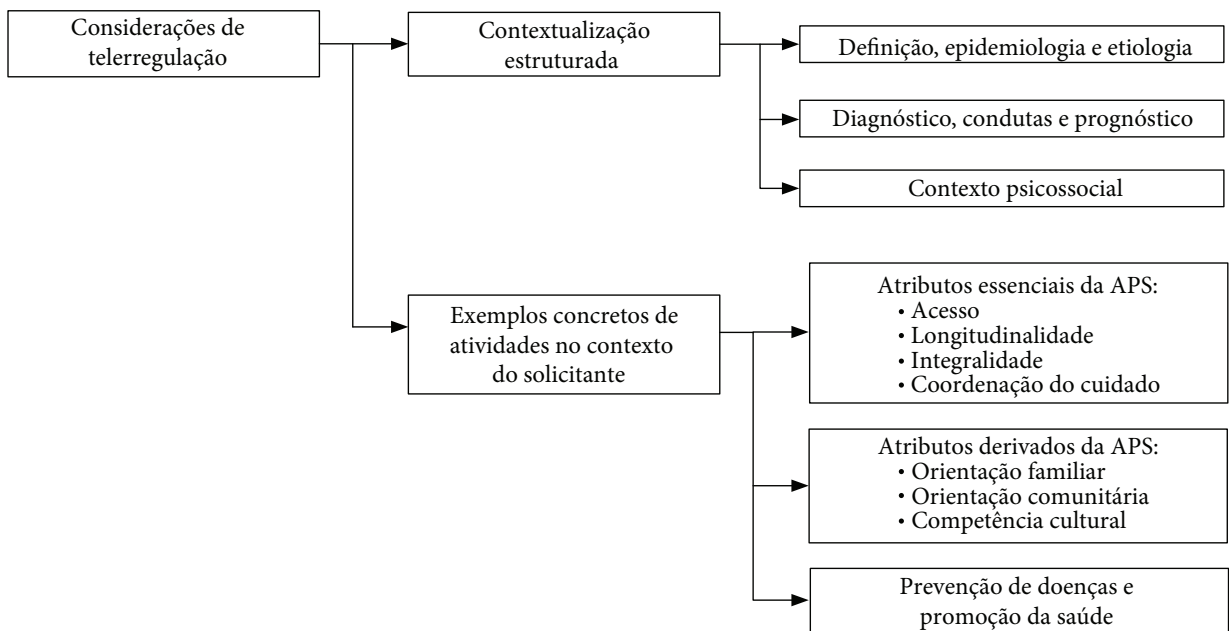 Considerações de
telerregulação
Contextualização
estruturada
Definição, epidemiologia e etiologia
Diagnóstico, condutas e prognóstico
Contexto psicossocial
Exemplos concretos de
atividades no contexto
do solicitante
Atributos essenciais da APS:
• Acesso
• Longitudinalidade
• Integralidade
• Coordenação do cuidado
Atributos derivados da APS:
• Orientação familiar
• Orientação comunitária
• Competência cultural
Prevenção de doenças e
promoção da saúde